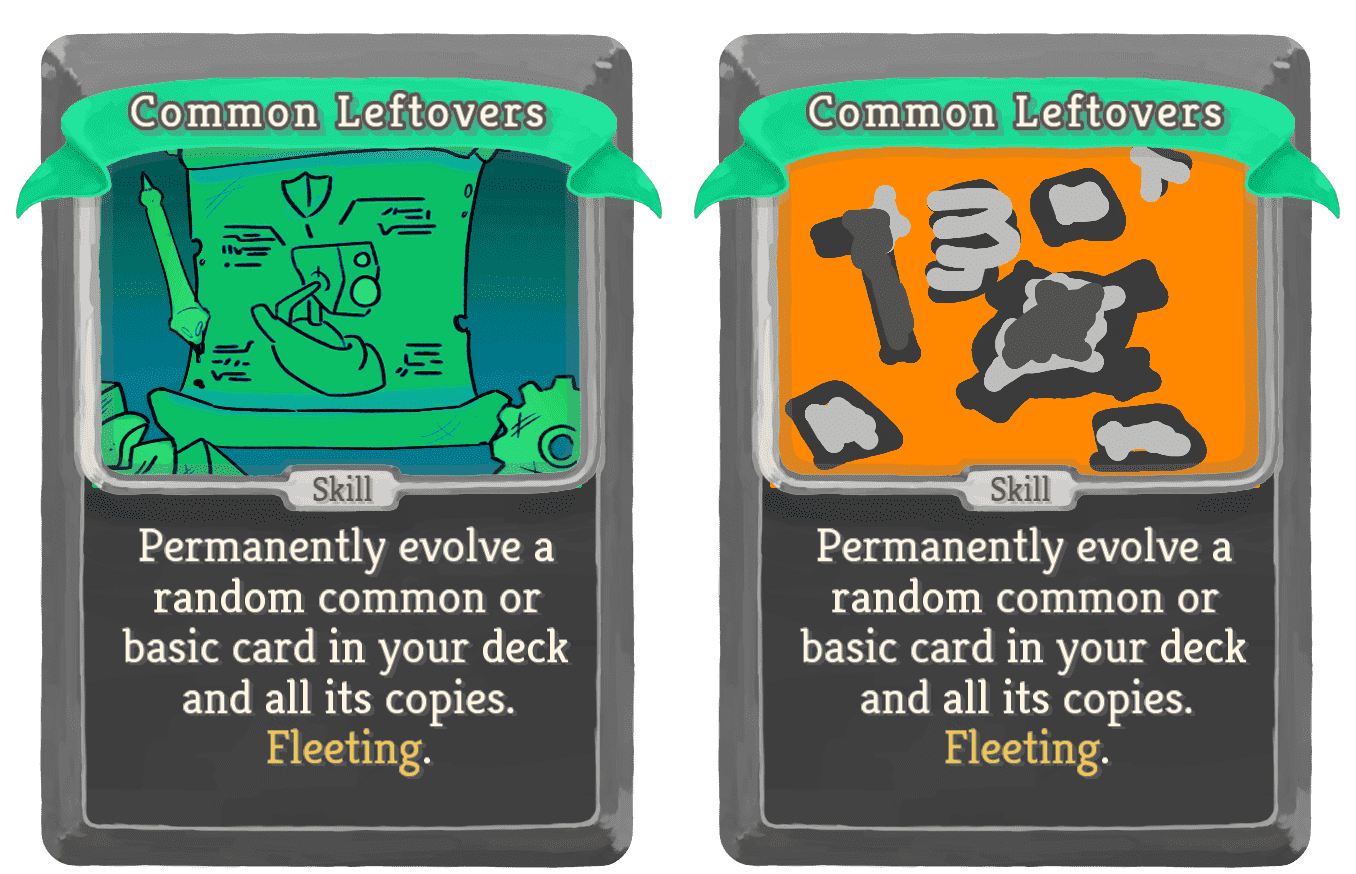 Common Leftovers
Skill
Permanently evolve a
random common or
basic card in your deck
and all its copies.
Fleeting.
Common Leftovers
Skill
Permanently evolve a
random common or
basic card in your deck
and all its copies.
Fleeting.